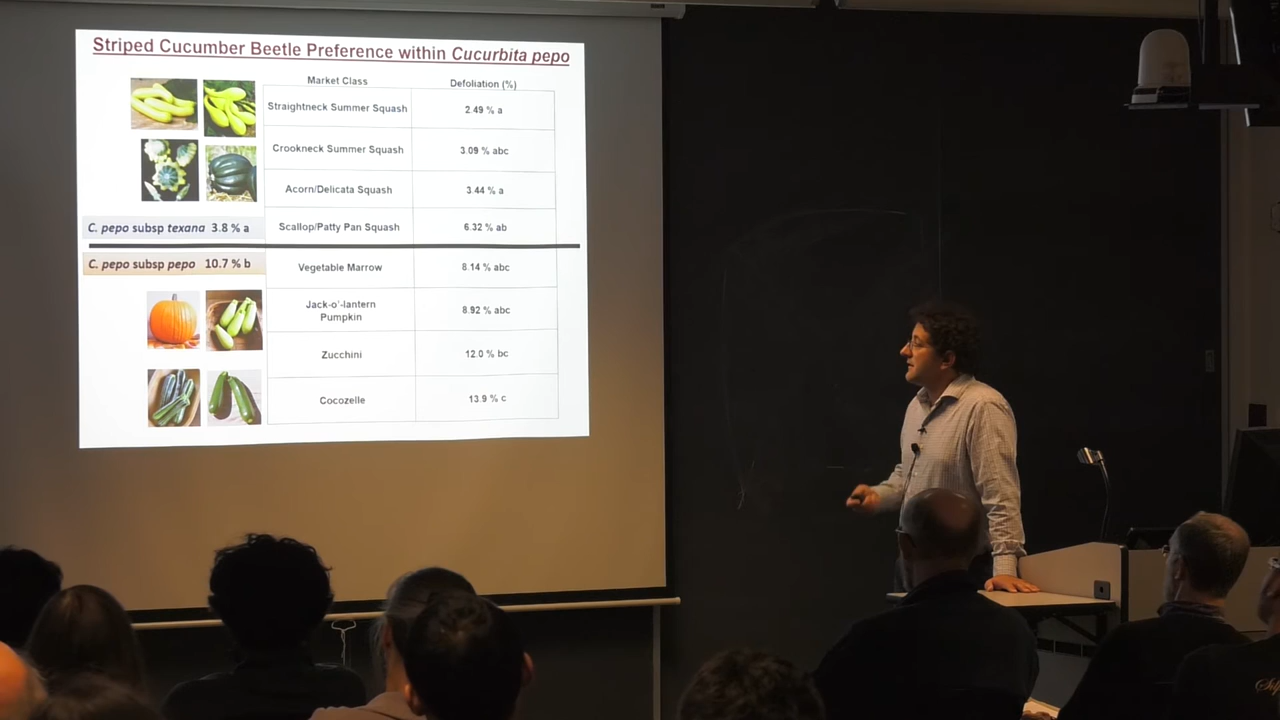 Striped Cucumber Beetle Preference within Cucurbita pepo
Market Class
Defoliation (%)
Straightneck Summer Squash
2.49 % a
Crookneck Summer Squash
3.09 % abc
Acorn/Delicata Squash
3.44 % a
C. pepo subsp texana 3.8 % a
Scallop/Patty Pan Squash
6.32 % ab
C. pepo subsp pepo 10.7 % b
Vegetable Marrow
8.14 % abc
Jack-o'-lantern
Pumpkin
8.92 % abc
Zucchini
12.0 % bc
Cocozelle
13.9 % c